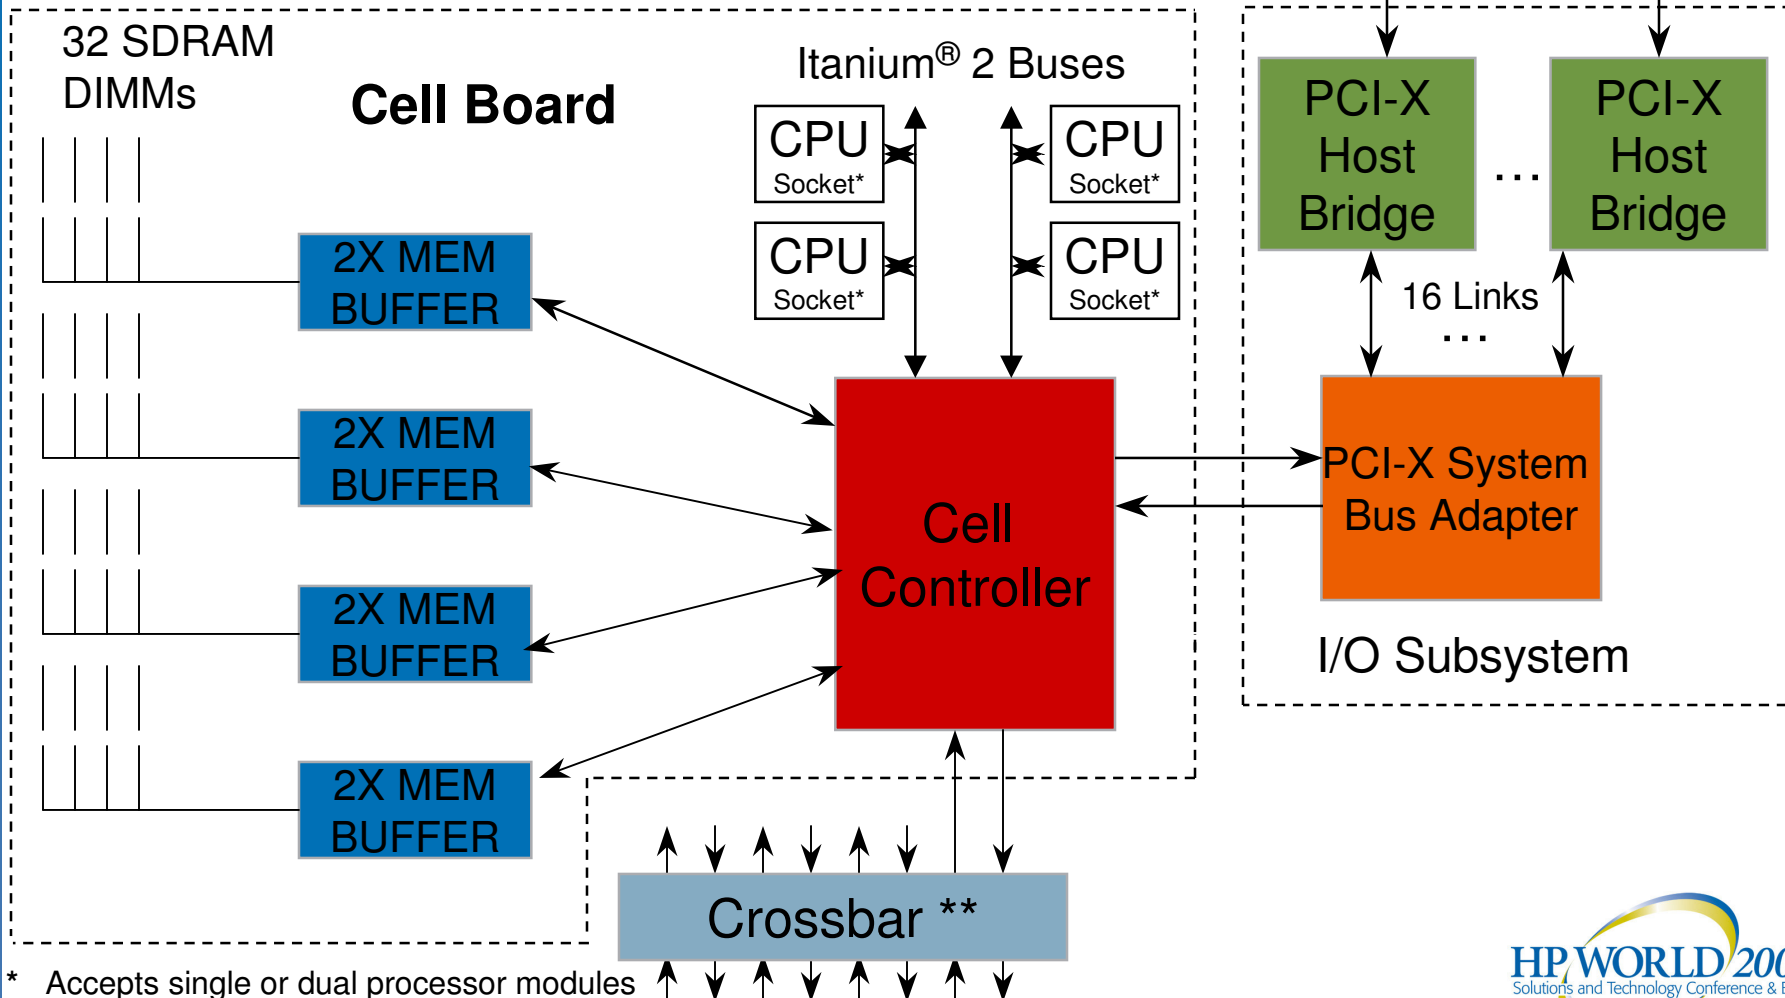 32 SDRAM
DIMMs
Cell Board
Itanium® 2 Buses
CPU
Socket*
CPU
Socket*
CPU
Socket*
CPU
Socket*
PCI-X
Host
Bridge
...
PCI-X
Host
Bridge
16 Links
...
2X MEM
BUFFER
2X MEM
BUFFER
2X MEM
BUFFER
2X MEM
BUFFER
Cell
Controller
PCI-X System
Bus Adapter
I/O Subsystem
Crossbar **
* Accepts single or dual processor modules
HP WORLD 200
Solutions and Technology Conference &